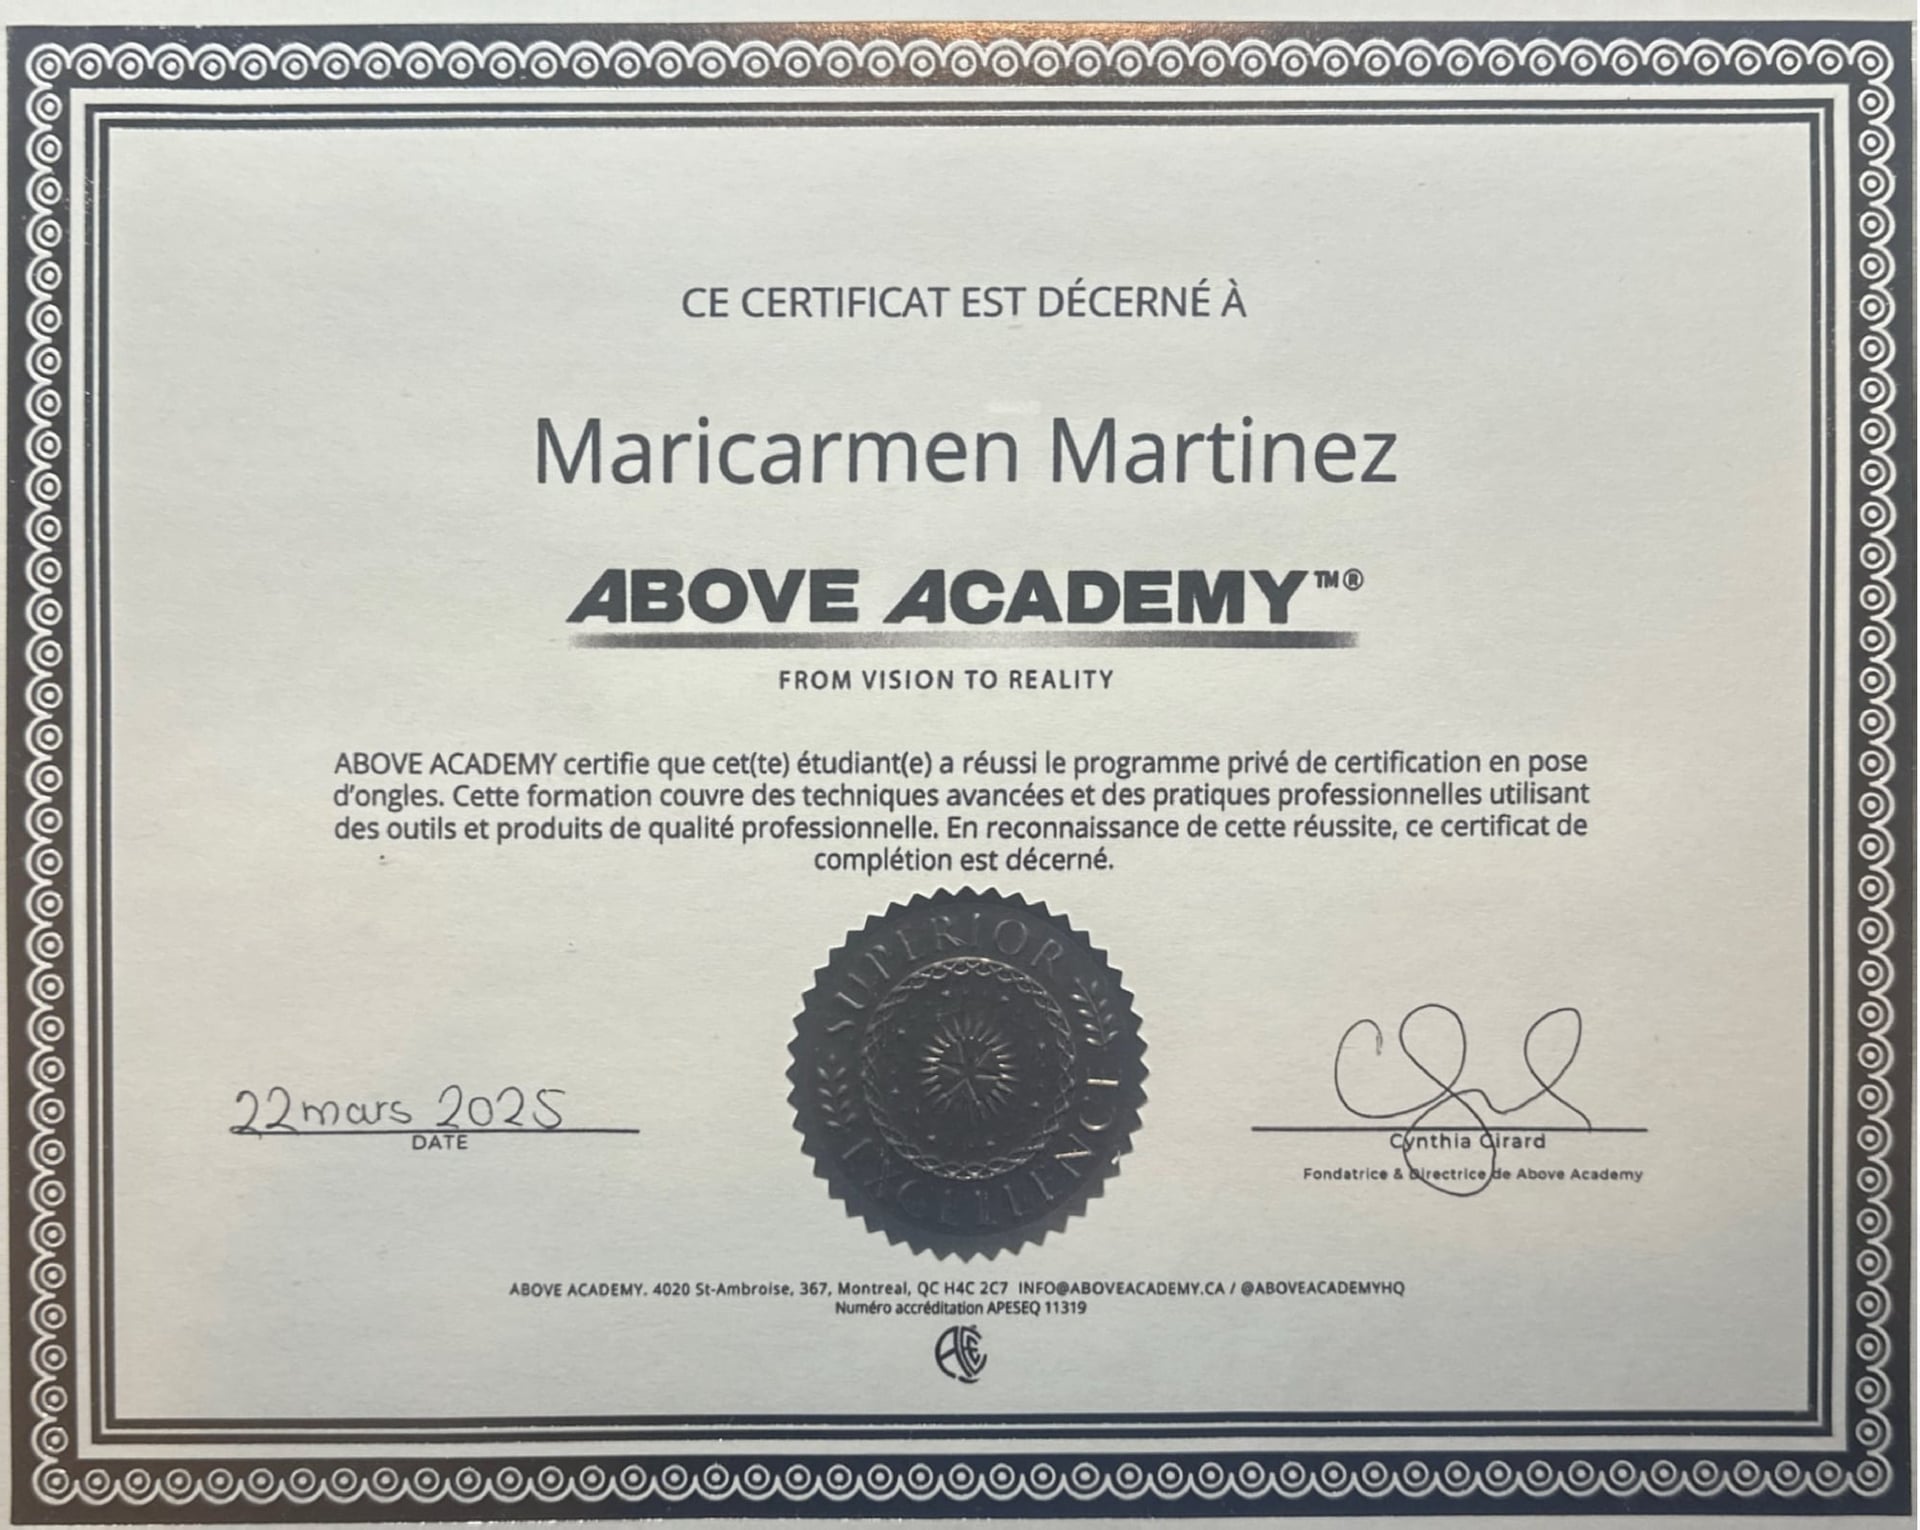 CE CERTIFICAT EST DÉCERNÉ À
Maricarmen Martinez
ABOVE ACADEMY™®
FROM VISION TO REALITY
ABOVE ACADEMY certifie que cet(te) étudiant(e) a réussi le programme privé de certification en pose
d'ongles. Cette formation couvre des techniques avancées et des pratiques professionnelles utilisant
des outils et produits de qualité professionnelle. En reconnaissance de cette réussite, ce certificat de
complétion est décerné.
SUPERIOR
EXCELLENCE
22 mars 2025
DATE
Cynthia Girard
Fondatrice & Directrice de Above Academy
ABOVE ACADEMY. 4020 St-Ambroise, 367, Montreal, QC H4C 2C7 INFO@ABOVEACADEMY.CA / @ABOVEACADEMYHQ
Numéro accréditation APESEQ 11319